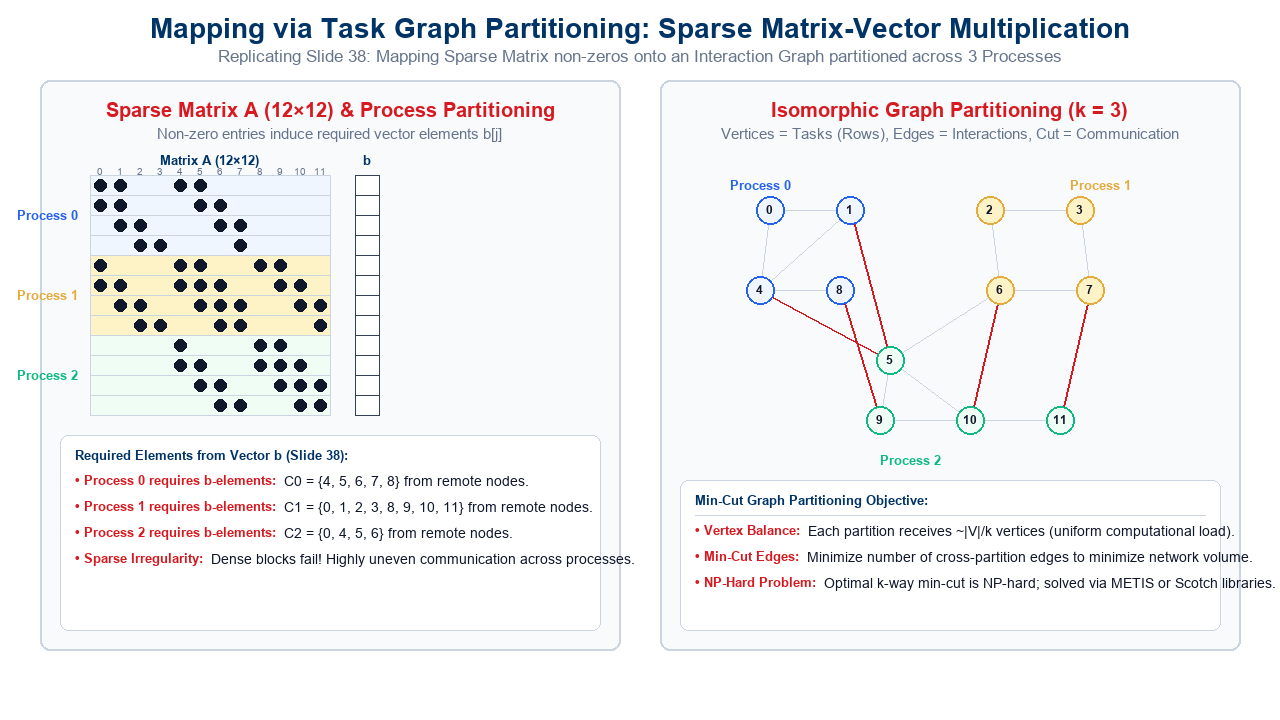 Mapping via Task Graph Partitioning: Sparse Matrix-Vector Multiplication
Replicating Slide 38: Mapping Sparse Matrix non-zeros onto an Interaction Graph partitioned across 3 Processes
Sparse Matrix A (12×12) & Process Partitioning
Non-zero entries induce required vector elements b[j]
Matrix A (12×12)
b
0 1 2 3 4 5 6 7 8 9 10 11
Process 0
Process 1
Process 2
Required Elements from Vector b (Slide 38):
• Process 0 requires b-elements: C0 = {4, 5, 6, 7, 8} from remote nodes.
• Process 1 requires b-elements: C1 = {0, 1, 2, 3, 8, 9, 10, 11} from remote nodes.
• Process 2 requires b-elements: C2 = {0, 4, 5, 6} from remote nodes.
• Sparse Irregularity: Dense blocks fail! Highly uneven communication across processes.
Isomorphic Graph Partitioning (k = 3)
Vertices = Tasks (Rows), Edges = Interactions, Cut = Communication
Process 0
Process 1
0 1 2 3
4 8 6 7
5
9 10 11
Process 2
Min-Cut Graph Partitioning Objective:
• Vertex Balance: Each partition receives ~|V|/k vertices (uniform computational load).
• Min-Cut Edges: Minimize number of cross-partition edges to minimize network volume.
• NP-Hard Problem: Optimal k-way min-cut is NP-hard; solved via METIS or Scotch libraries.